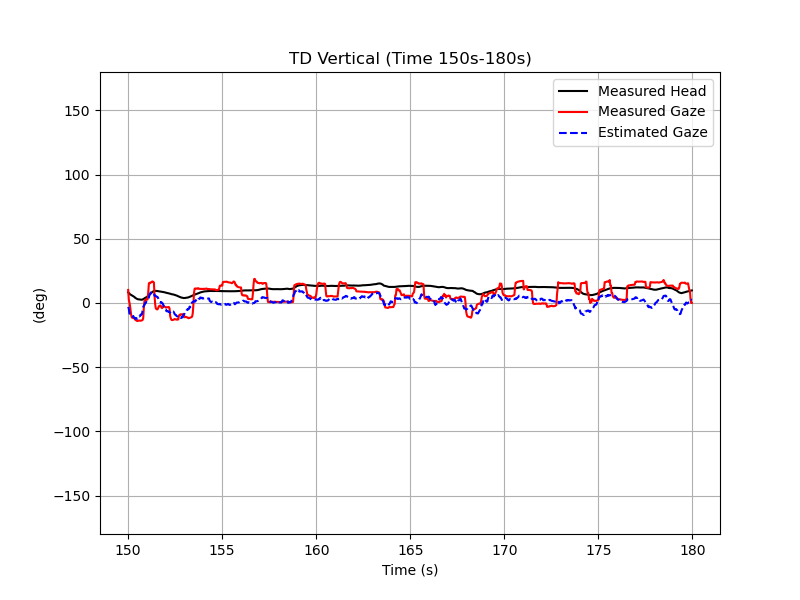 TD Vertical (Time 150s-180s)
Measured Head
Measured Gaze
Estimated Gaze
150
100
50
0
−50
−100
−150
(deg)
150 155 160 165 170 175 180
Time (s)